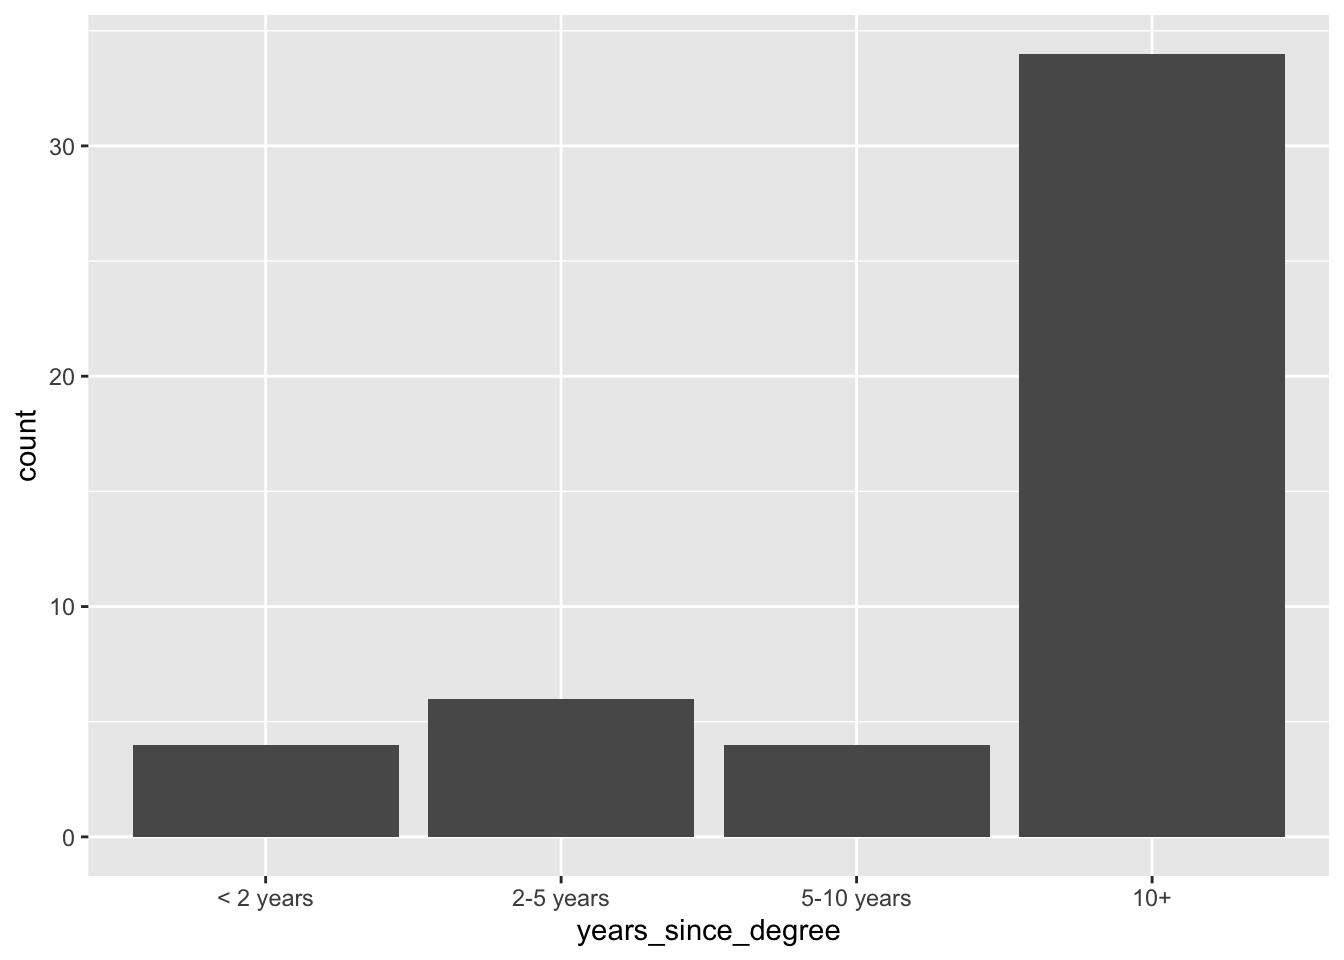 30
20
10
0
count
< 2 years
2-5 years
5-10 years
10+
years_since_degree